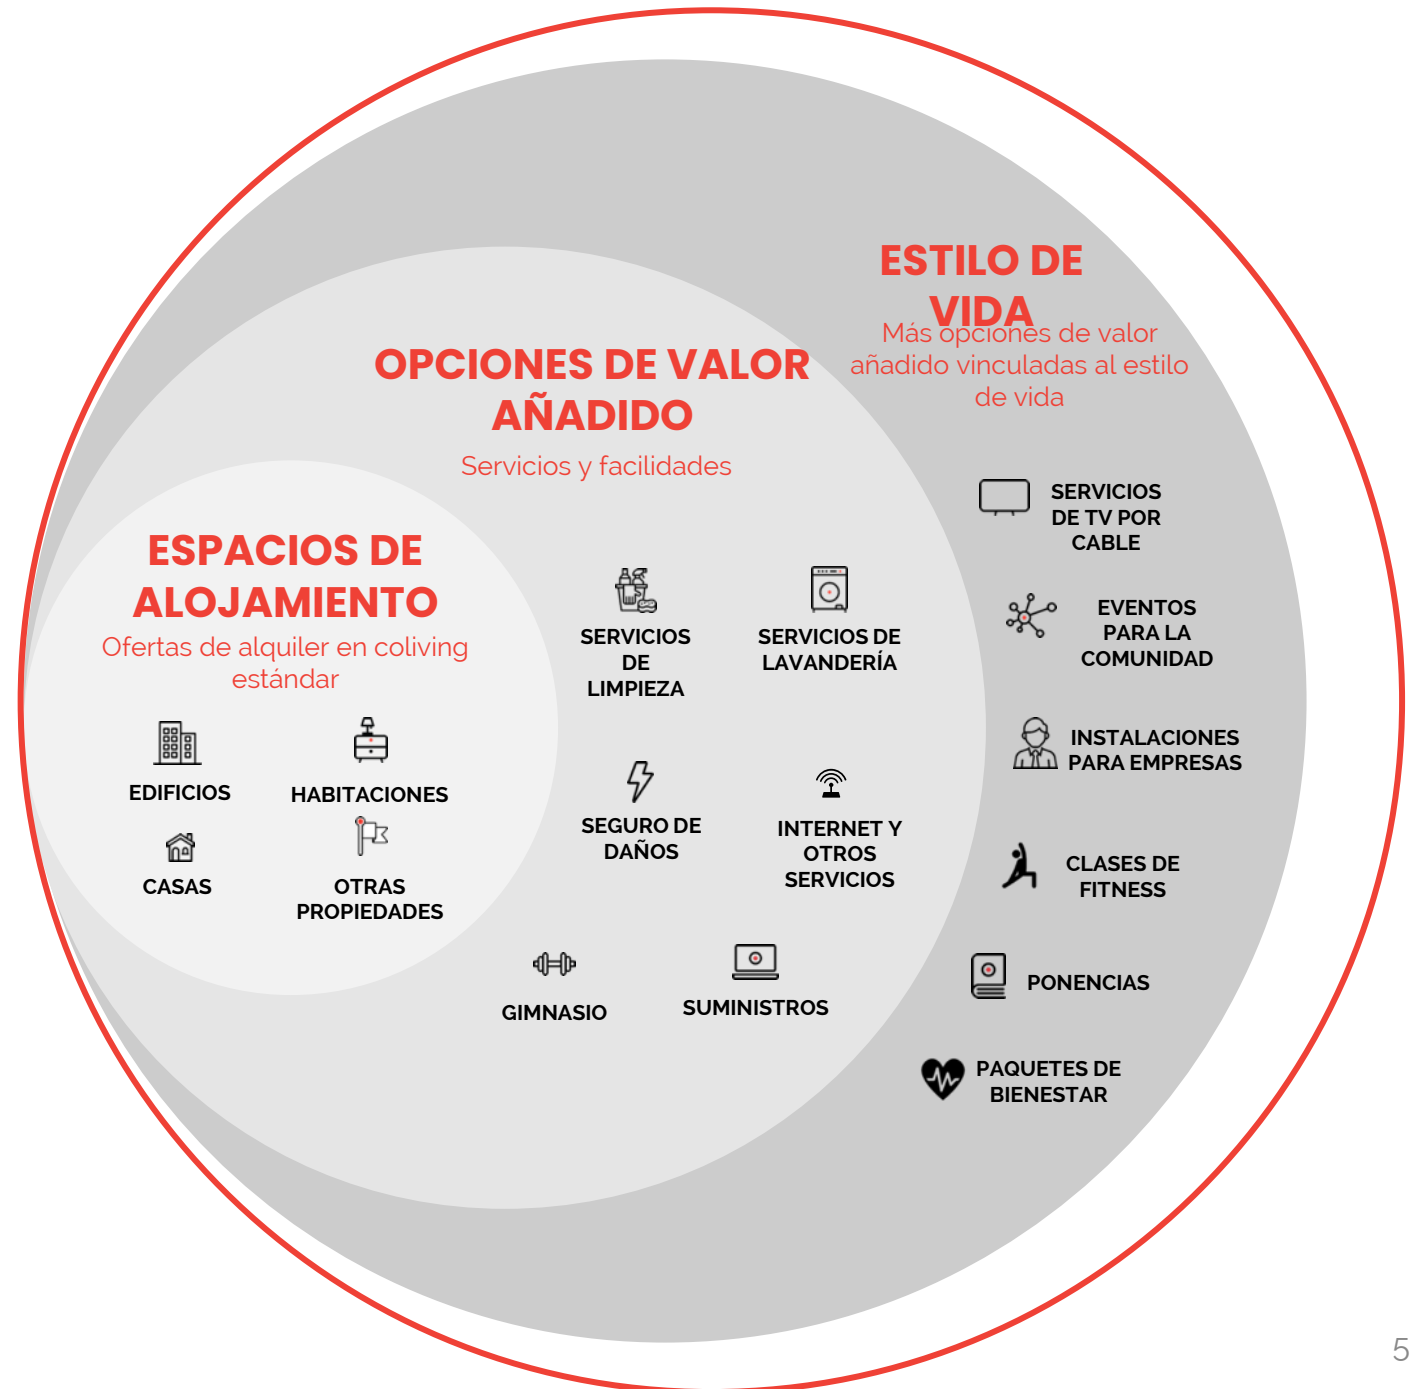 ESTILO DE
VIDA
Más opciones de valor
añadido vinculadas al estilo
de vida
OPCIONES DE VALOR
AÑADIDO
Servicios y facilidades
ESPACIOS DE
ALOJAMIENTO
Ofertas de alquiler en coliving
estándar
EDIFICIOS
HABITACIONES
CASAS
OTRAS
PROPIEDADES
SERVICIOS
DE
LIMPIEZA
SERVICIOS DE
LAVANDERÍA
SEGURO DE
DAÑOS
INTERNET Y
OTROS
SERVICIOS
GIMNASIO
SUMINISTROS
SERVICIOS
DE TV POR
CABLE
EVENTOS
PARA LA
COMUNIDAD
INSTALACIONES
PARA EMPRESAS
CLASES DE
FITNESS
PONENCIAS
PAQUETES DE
BIENESTAR
5